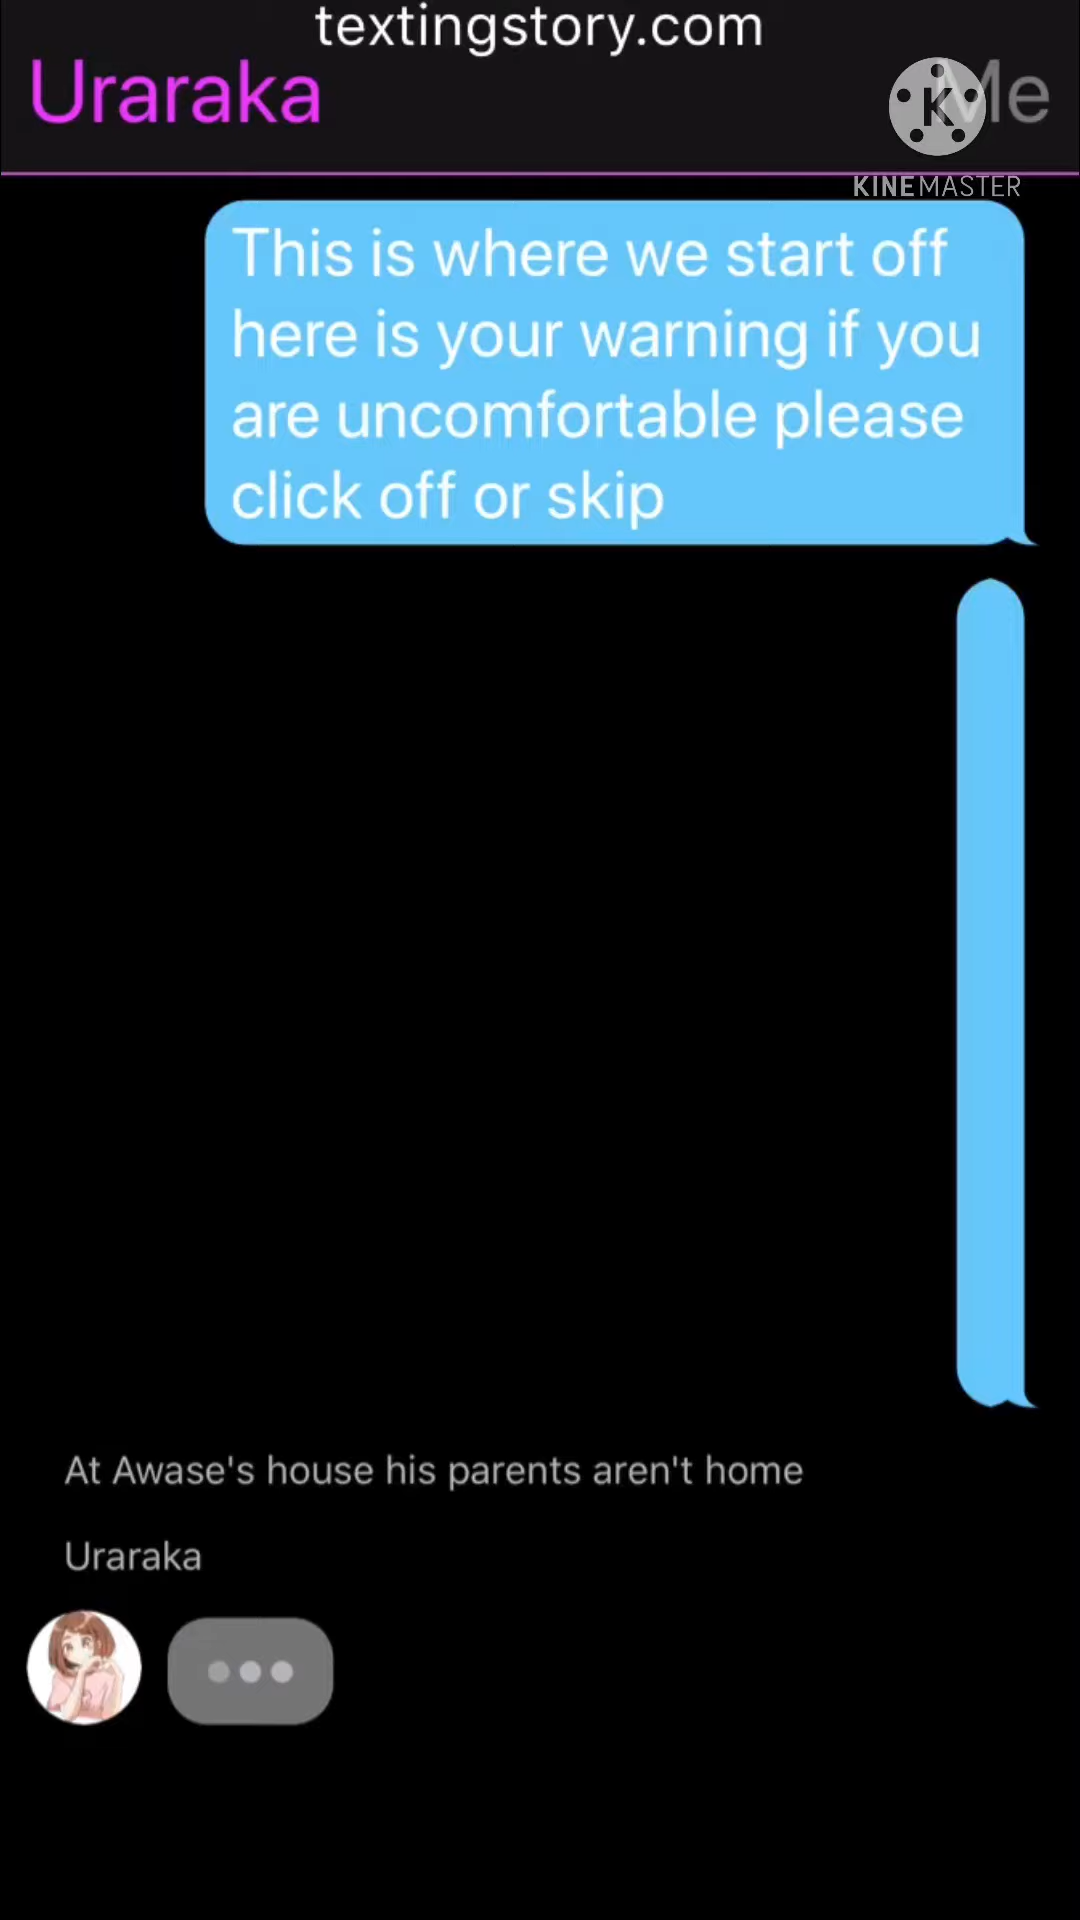 textingstory.com
Uraraka
Me
K
KINEMASTER
This is where we start off
here is your warning if you
are uncomfortable please
click off or skip
At Awase's house his parents aren't home
Uraraka